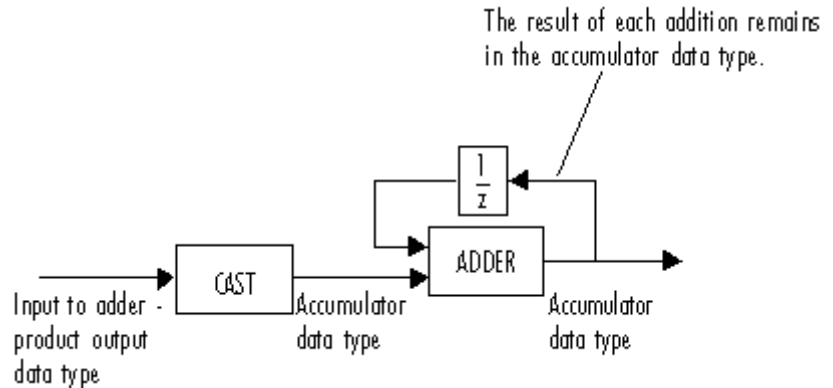 The result of each addition remains
in the accumulator data type.
1
z
CAST
ADDER
Input to adder -
product output
data type
Accumulator
data type
Accumulator
data type